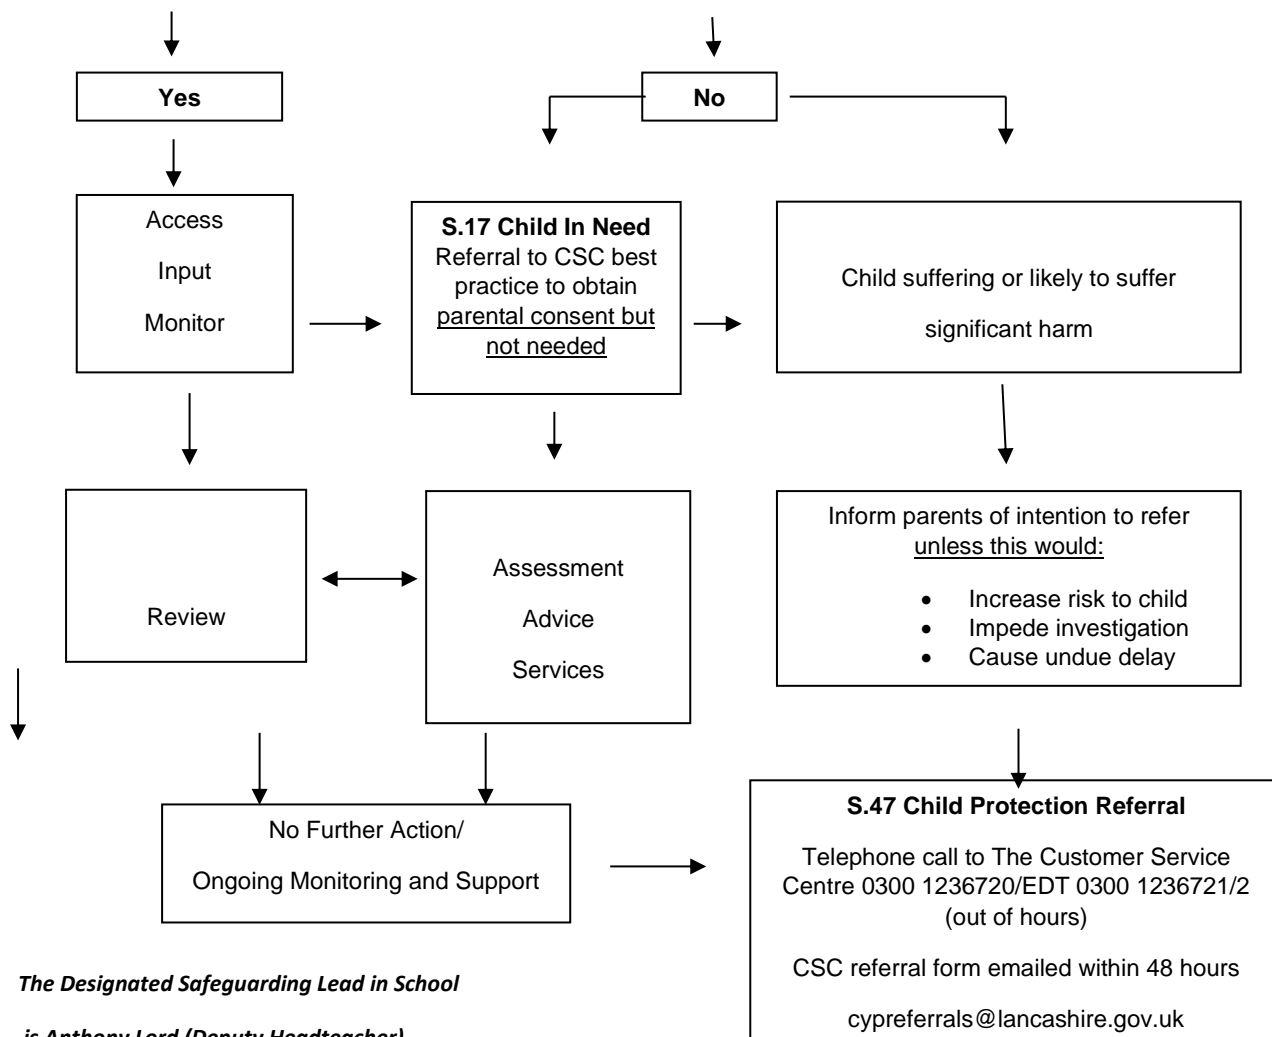 Yes
No
Access
Input
Monitor
S.17 Child In Need
Referral to CSC best
practice to obtain
parental consent but
not needed
Child suffering or likely to suffer
significant harm
Review
Assessment
Advice
Services
Inform parents of intention to refer
unless this would:
• Increase risk to child
• Impede investigation
• Cause undue delay
No Further Action/
Ongoing Monitoring and Support
S.47 Child Protection Referral
Telephone call to The Customer Service
Centre 0300 1236720/EDT 0300 1236721/2
(out of hours)
CSC referral form emailed within 48 hours
cypreferrals@lancashire.gov.uk
The Designated Safeguarding Lead in School
is Anthony Lord (Deputy Headteacher)